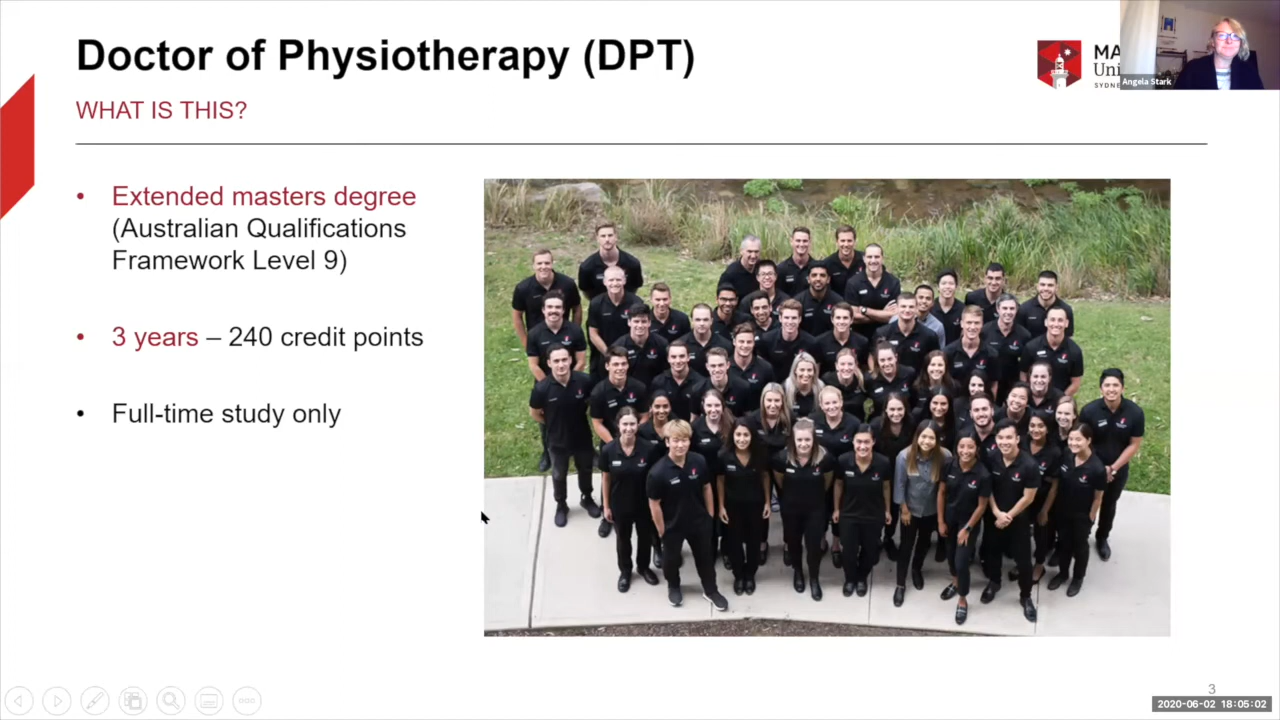 Doctor of Physiotherapy (DPT)
WHAT IS THIS?
MA
Uni
SYDNE
Angela Stark
• Extended masters degree
(Australian Qualifications
Framework Level 9)
• 3 years – 240 credit points
• Full-time study only
3
2020-06-02 18:05:02